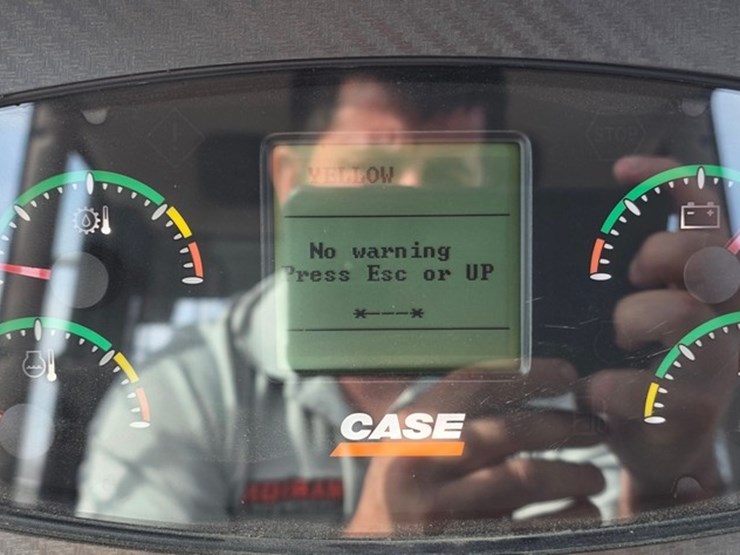 YELLOW
No warning
Press Esc or UP
*---*
CASE